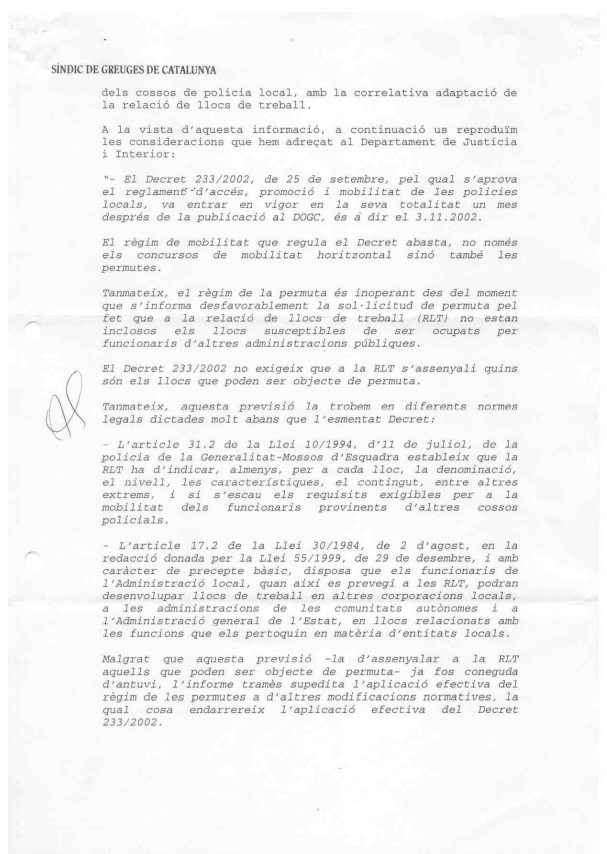 SÍNDIC DE GREUGES DE CATALUNYA
dels cossos de policia local, amb la correlativa adaptació de
la relació de llocs de treball.
A la vista d'aquesta informació, a continuació us reproduïm
les consideracions que hem adreçat al Departament de Justícia
i Interior:
"- El Decret 233/2002, de 25 de setembre, pel qual s'aprova
el reglament d'accés, promoció i mobilitat de les policies
locals, va entrar en vigor en la seva totalitat un mes
després de la publicació al DOGC, és a dir el 3.11.2002.
El règim de mobilitat que regula el Decret abasta, no només
els concursos de mobilitat horitzontal sinó també les
permutes.
Tanmateix, el règim de la permuta és inoperant des del moment
que s'informa desfavorablement la sol·licitud de permuta pel
fet que a la relació de llocs de treball (RLT) no estan
inclosos els llocs susceptibles de ser ocupats per
funcionaris d'altres administracions públiques.
El Decret 233/2002 no exigeix que a la RLT s'assenyali quins
són els llocs que poden ser objecte de permuta.
Tanmateix, aquesta previsió la trobem en diferents normes
legals dictades molt abans que l'esmentat Decret:
- L'article 31.2 de la Llei 10/1994, d'11 de juliol, de la
policia de la Generalitat-Mossos d'Esquadra estableix que la
RLT ha d'indicar, almenys, per a cada lloc, la denominació,
el nivell, les característiques, el contingut, entre altres
extrems, i si s'escau els requisits exigibles per a la
mobilitat dels funcionaris provinents d'altres cossos
policials.
- L'article 17.2 de la Llei 30/1984, de 2 d'agost, en la
redacció donada per la Llei 55/1999, de 29 de desembre, i amb
caràcter de precepte bàsic, disposa que els funcionaris de
l'Administració local, quan així es prevegi a les RLT, podran
desenvolupar llocs de treball en altres corporacions locals,
a les administracions de les comunitats autònomes i a
l'Administració general de l'Estat, en llocs relacionats amb
les funcions que els pertoquin en matèria d'entitats locals.
Malgrat que aquesta previsió -la d'assenyalar a la RLT
aquells que poden ser objecte de permuta- ja fos coneguda
d'antuvi, l'informe tramès supedita l'aplicació efectiva del
règim de les permutes a d'altres modificacions normatives, la
qual cosa endarrereix l'aplicació efectiva del Decret
233/2002.